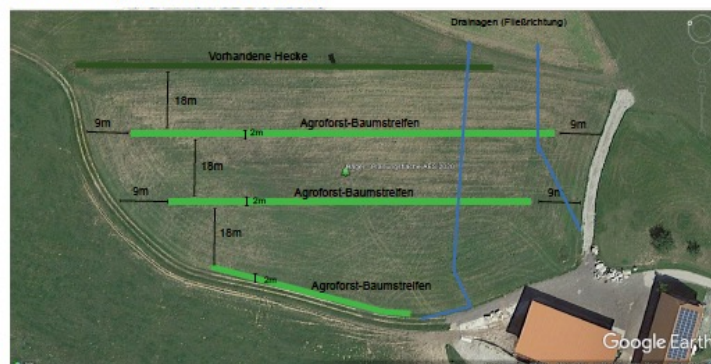 Drainagen (Fließrichtung)
Vorhandene Hecke
18m
9m
Agroforst-Baumstreifen
9m
2m
18m
9m
Agroforst-Baumstreifen
9m
2m
18m
2m
Agroforst-Baumstreifen
Google Earth